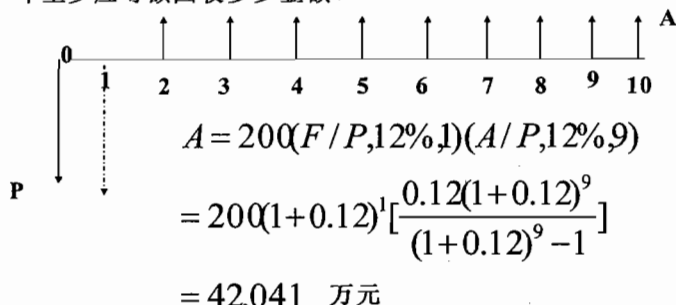 A
0
1 2 3 4 5 6 7 8 9 10
P
A = 200(F/P,12%,1)(A/P,12%,9)
= 200(1+0.12)^1[\frac{0.12(1+0.12)^9}{(1+0.12)^9-1}]
= 42.041 万元